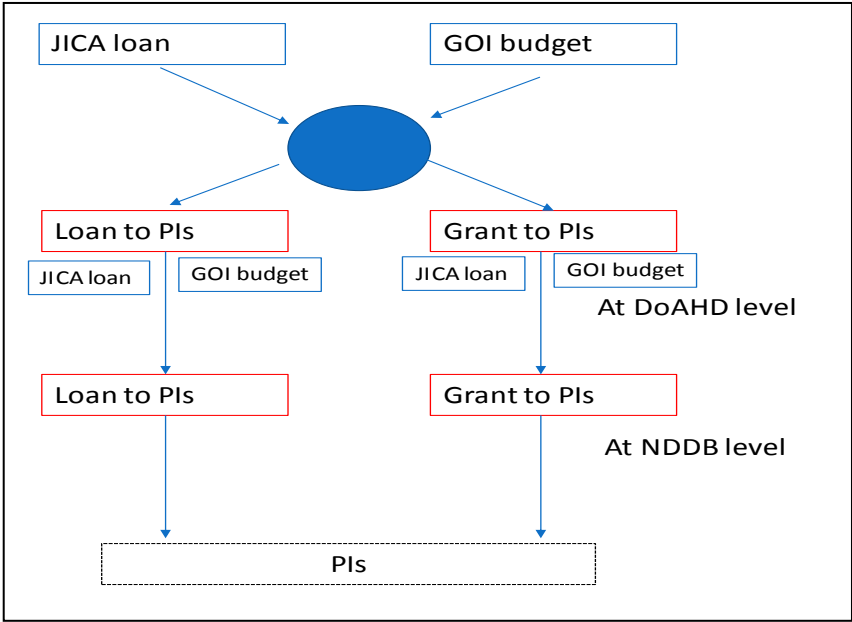 JICA loan
GOI budget
Loan to PIs
Grant to PIs
JICA loan
GOI budget
JICA loan
GOI budget
At DoAHD level
Loan to PIs
Grant to PIs
At NDDB level
PIs